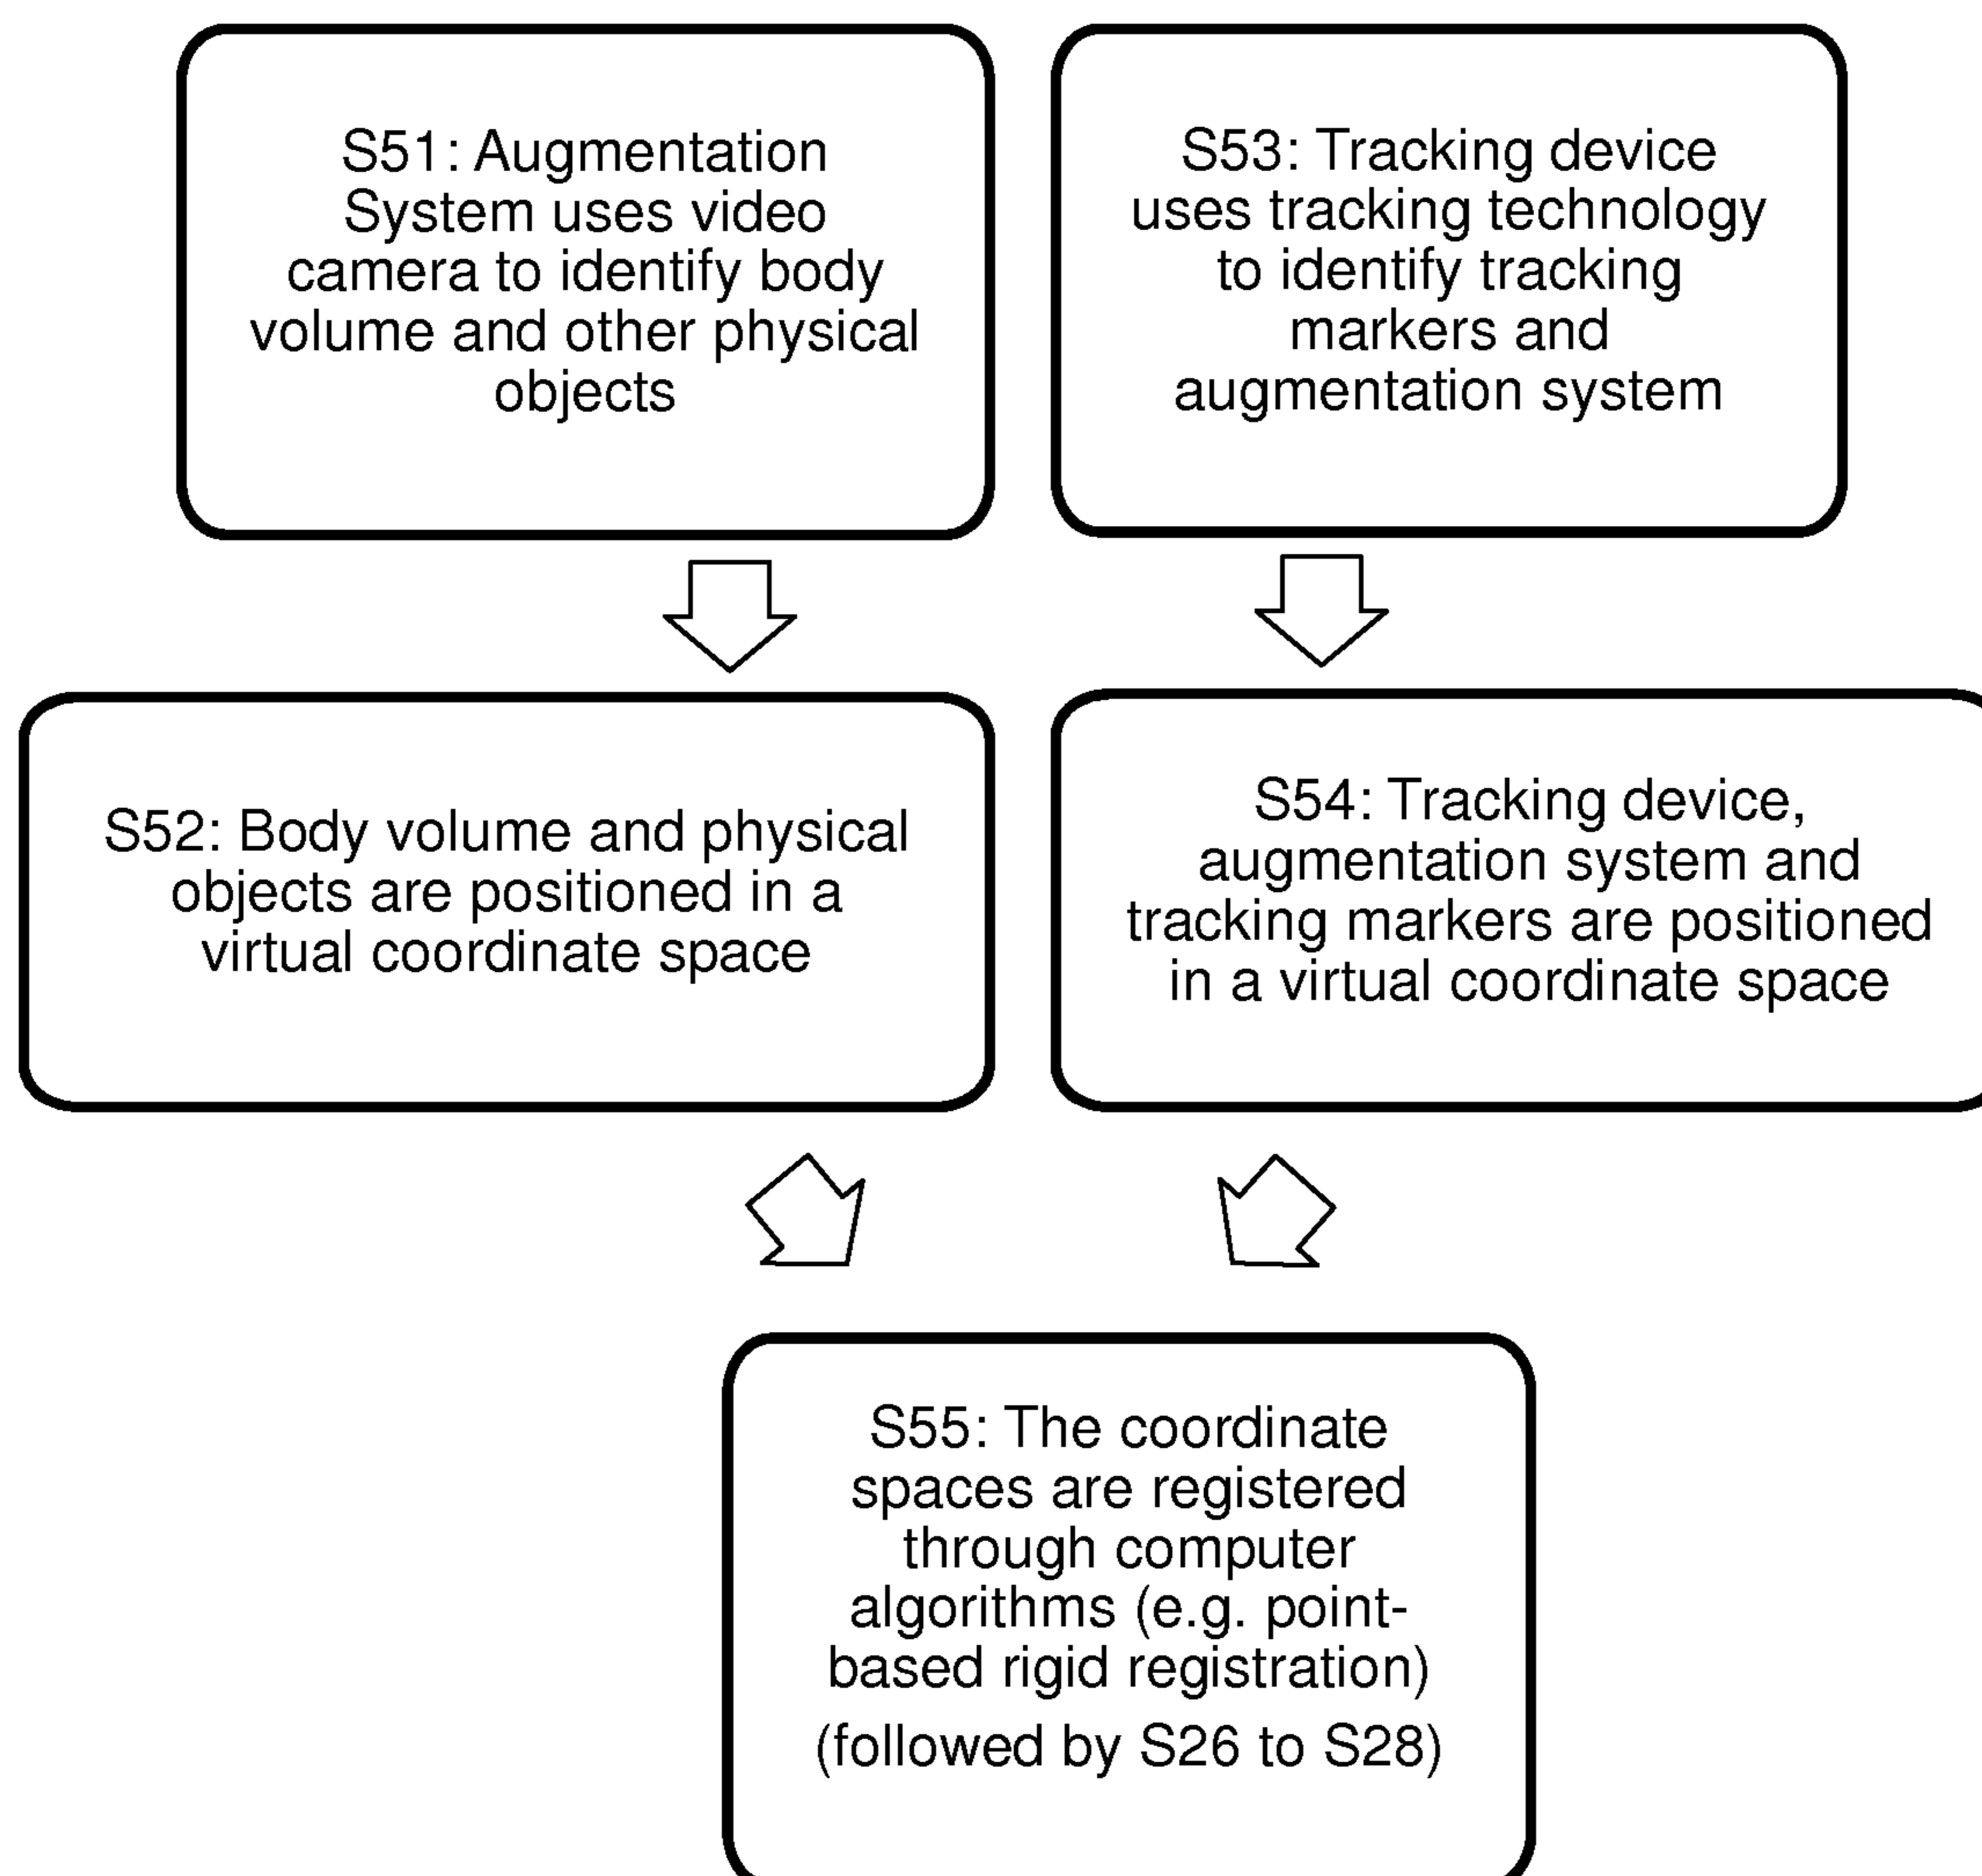 S51: Augmentation
System uses video
camera to identify body
volume and other physical
objects
S53: Tracking device
uses tracking technology
to identify tracking
markers and
augmentation system
S52: Body volume and physical
objects are positioned in a
virtual coordinate space
S54: Tracking device,
augmentation system and
tracking markers are positioned
in a virtual coordinate space
S55: The coordinate
spaces are registered
through computer
algorithms (e.g. point-
based rigid registration)
(followed by S26 to S28)